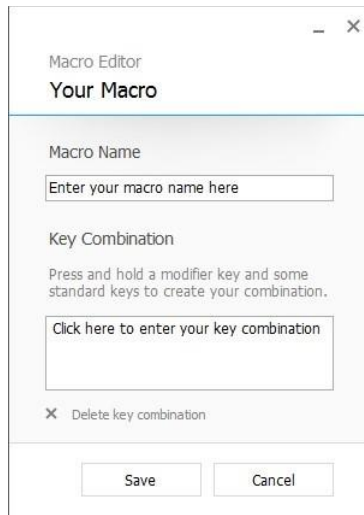 Macro Editor
Your Macro
Macro Name
Enter your macro name here
Key Combination
Press and hold a modifier key and some
standard keys to create your combination.
Click here to enter your key combination
Delete key combination
Save Cancel